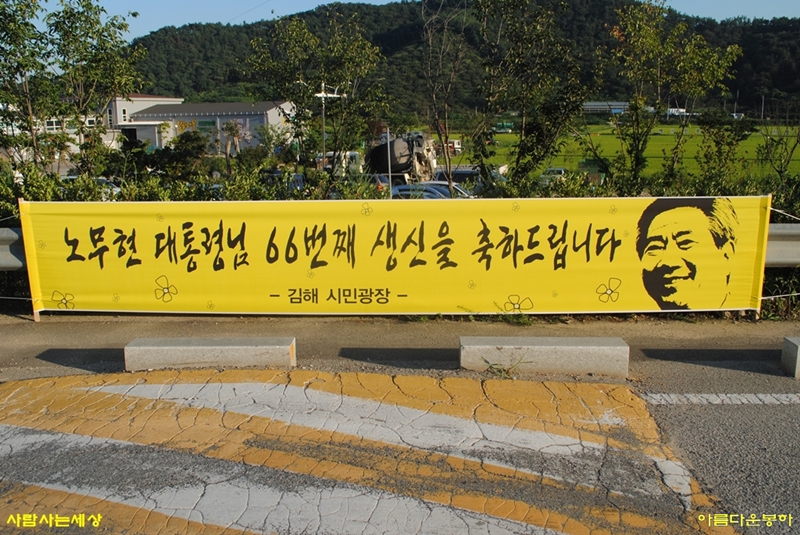 노무현 대통령님 66번째 생신을 축하드립니다
- 김해 시민광장 -
사람사는세상
아름다운봉하